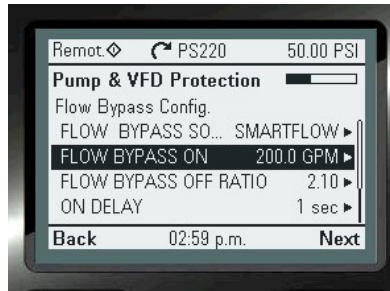 Remot. PS220 50.00 PSI
Pump & VFD Protection
Flow Bypass Config.
FLOW BYPASS SO... SMARTFLOW
FLOW BYPASS ON 200.0 GPM
FLOW BYPASS OFF RATIO 2.10
ON DELAY 1 sec
Back 02:59 p.m. Next